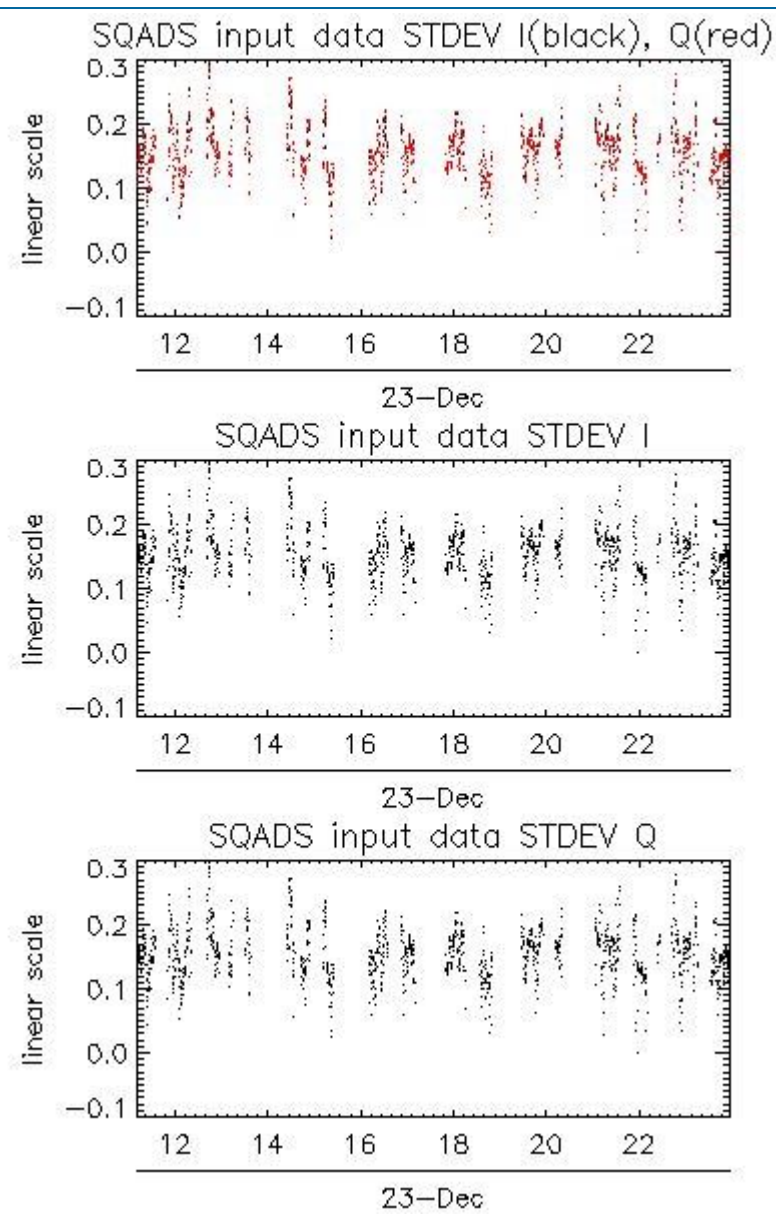 SQADS input data STDEV I(black), Q(red)
linear scale
0.3
0.2
0.1
0.0
−0.1
12 14 16 18 20 22
23−Dec
SQADS input data STDEV I
linear scale
0.3
0.2
0.1
0.0
−0.1
12 14 16 18 20 22
23−Dec
SQADS input data STDEV Q
linear scale
0.3
0.2
0.1
0.0
−0.1
12 14 16 18 20 22
23−Dec